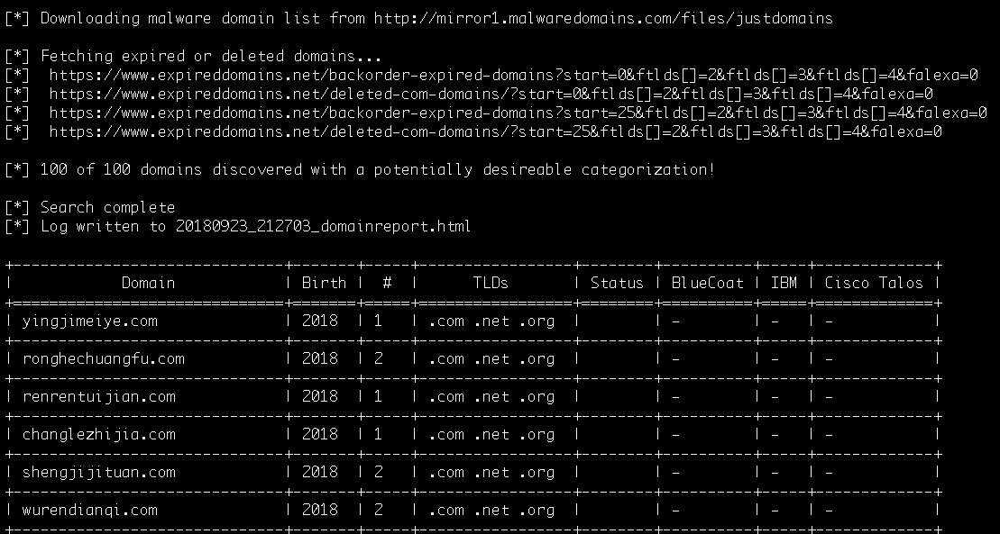 [*] Downloading malware domain list from http://mirror1.malwaredomains.com/files/justdomains
[*] Fetching expired or deleted domains...
[*]  https://www.expireddomains.net/backorder-expired-domains?start=0&ftlds[]=2&ftlds[]=3&ftlds[]=4&falexa=0
[*]  https://www.expireddomains.net/deleted-com-domains/?start=0&ftlds[]=2&ftlds[]=3&ftlds[]=4&falexa=0
[*]  https://www.expireddomains.net/backorder-expired-domains?start=25&ftlds[]=2&ftlds[]=3&ftlds[]=4&falexa=0
[*]  https://www.expireddomains.net/deleted-com-domains/?start=25&ftlds[]=2&ftlds[]=3&ftlds[]=4&falexa=0
[*] 100 of 100 domains discovered with a potentially desireable categorization!
[*] Search complete
[*] Log written to 20180923_212703_domainreport.html
| Domain | Birth | # | TLDs | Status | BlueCoat | IBM | Cisco Talos |
| yingjimeiye.com | 2018 | 1 | .com .net .org | | - | - | - |
| ronghechuangfu.com | 2018 | 2 | .com .net .org | | - | - | - |
| renrentuijian.com | 2018 | 1 | .com .net .org | | - | - | - |
| changlezhijia.com | 2018 | 1 | .com .net .org | | - | - | - |
| shengjijituan.com | 2018 | 2 | .com .net .org | | - | - | - |
| wurendianqi.com | 2018 | 2 | .com .net .org | | - | - | - |